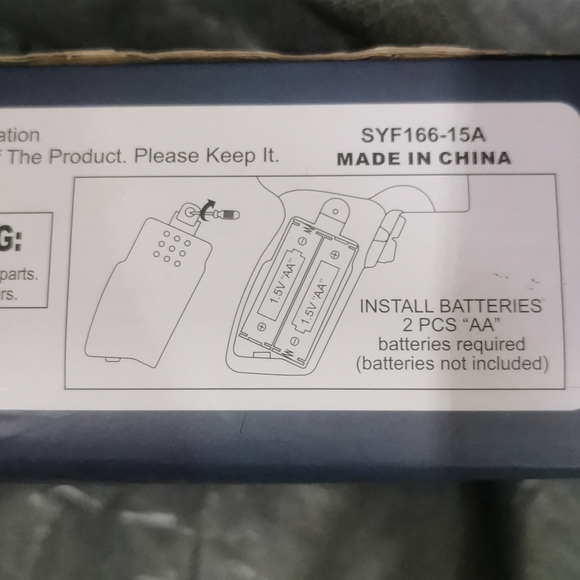 ation
The Product. Please Keep It.
SYF166-15A
MADE IN CHINA
G:
parts.
rs.
1.5V "AA"
1.5V "AA"
INSTALL BATTERIES
2 PCS “AA”
batteries required
(batteries not included)